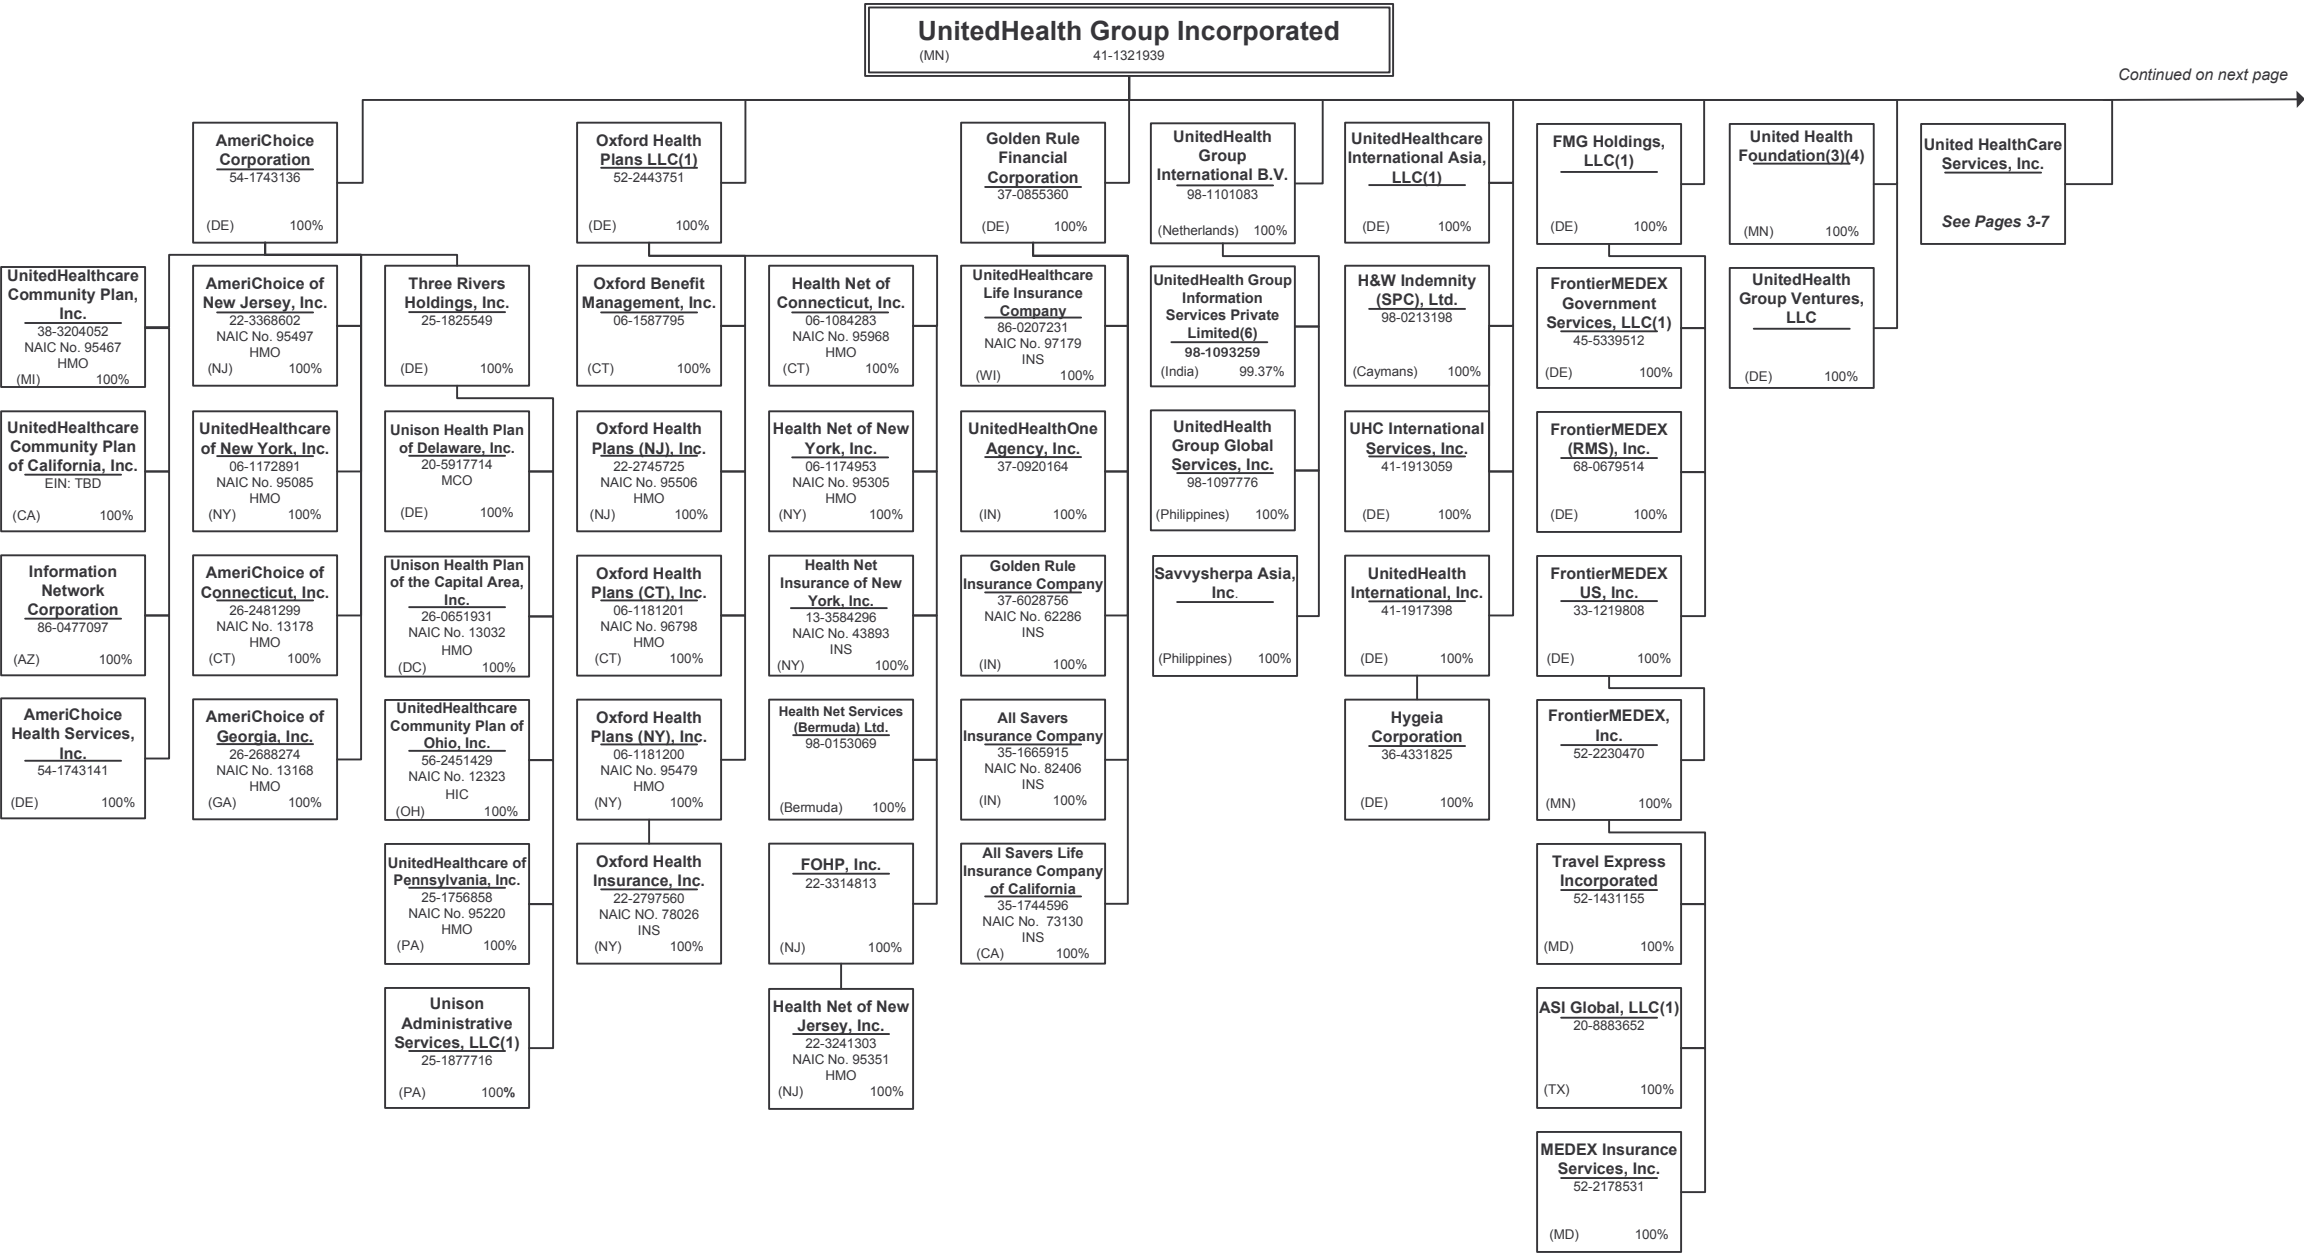 UnitedHealth Group Incorporated
(MN) 41-1321939
Continued on next page
AmeriChoice
Corporation
54-1743136
(DE) 100%
Oxford Health
Plans LLC(1)
52-2443751
(DE) 100%
Golden Rule
Financial
Corporation
37-0855360
(DE) 100%
UnitedHealth
Group
International B.V.
98-1101083
(Netherlands) 100%
UnitedHealthcare
International Asia,
LLC(1)
(DE) 100%
FMG Holdings,
LLC(1)
(DE) 100%
United Health
Foundation(3)(4)
(MN) 100%
United HealthCare
Services, Inc.
See Pages 3-7
UnitedHealthcare
Community Plan,
Inc.
38-3204052
NAIC No. 95467
HMO
(MI) 100%
AmeriChoice of
New Jersey, Inc.
22-3368602
NAIC No. 95497
HMO
(NJ) 100%
Three Rivers
Holdings, Inc.
25-1825549
(DE) 100%
Oxford Benefit
Management, Inc.
06-1587795
(CT) 100%
Health Net of
Connecticut, Inc.
06-1084283
NAIC No. 95968
HMO
(CT) 100%
UnitedHealthcare
Life Insurance
Company
86-0207231
NAIC No. 97179
INS
(WI) 100%
UnitedHealth Group
Information
Services Private
Limited(6)
98-1093259
(India) 99.37%
H&W Indemnity
(SPC), Ltd.
98-0213198
(Caymans) 100%
FrontierMEDEX
Government
Services, LLC(1)
45-5339512
(DE) 100%
UnitedHealth
Group Ventures,
LLC
(DE) 100%
UnitedHealthcare
Community Plan
of California, Inc.
EIN: TBD
(CA) 100%
UnitedHealthcare
of New York, Inc.
06-1172891
NAIC No. 95085
HMO
(NY) 100%
Unison Health Plan
of Delaware, Inc.
20-5917714
MCO
(DE) 100%
Oxford Health
Plans (NJ), Inc.
22-2745725
NAIC No. 95506
HMO
(NJ) 100%
Health Net of New
York, Inc.
06-1174953
NAIC No. 95305
HMO
(NY) 100%
UnitedHealthOne
Agency, Inc.
37-0920164
(IN) 100%
UnitedHealth
Group Global
Services, Inc.
98-1097776
(Philippines) 100%
UHC International
Services, Inc.
41-1913059
(DE) 100%
FrontierMEDEX
(RMS), Inc.
68-0679514
(DE) 100%
Information
Network
Corporation
86-0477097
(AZ) 100%
AmeriChoice of
Connecticut, Inc.
26-2481299
NAIC No. 13178
HMO
(CT) 100%
Unison Health Plan
of the Capital Area,
Inc.
26-0651931
NAIC No. 13032
HMO
(DC) 100%
Oxford Health
Plans (CT), Inc.
06-1181201
NAIC No. 96798
HMO
(CT) 100%
Health Net
Insurance of New
York, Inc.
13-3584296
NAIC No. 43893
INS
(NY) 100%
Golden Rule
Insurance Company
37-6028756
NAIC No. 62286
INS
(IN) 100%
Savvysherpa Asia,
Inc.
(Philippines) 100%
UnitedHealth
International, Inc.
41-1917398
(DE) 100%
FrontierMEDEX
US, Inc.
33-1219808
(DE) 100%
AmeriChoice
Health Services,
Inc.
54-1743141
(DE) 100%
AmeriChoice of
Georgia, Inc.
26-2688274
NAIC No. 13168
HMO
(GA) 100%
UnitedHealthcare
Community Plan of
Ohio, Inc.
56-2451429
NAIC No. 12323
HIC
(OH) 100%
Oxford Health
Plans (NY), Inc.
06-1181200
NAIC No. 95479
HMO
(NY) 100%
Health Net Services
(Bermuda) Ltd.
98-0153069
(Bermuda) 100%
All Savers
Insurance Company
35-1665915
NAIC No. 82406
INS
(IN) 100%
Hygeia
Corporation
36-4331825
(DE) 100%
FrontierMEDEX,
Inc.
52-2230470
(MN) 100%
UnitedHealthcare of
Pennsylvania, Inc.
25-1756858
NAIC No. 95220
HMO
(PA) 100%
Oxford Health
Insurance, Inc.
22-2797560
NAIC NO. 78026
INS
(NY) 100%
FOHP, Inc.
22-3314813
(NJ) 100%
All Savers Life
Insurance Company
of California
35-1744596
NAIC No. 73130
INS
(CA) 100%
Travel Express
Incorporated
52-1431155
(MD) 100%
Unison
Administrative
Services, LLC(1)
25-1877716
(PA) 100%
Health Net of New
Jersey, Inc.
22-3241303
NAIC No. 95351
HMO
(NJ) 100%
ASI Global, LLC(1)
20-8883652
(TX) 100%
MEDEX Insurance
Services, Inc.
52-2178531
(MD) 100%